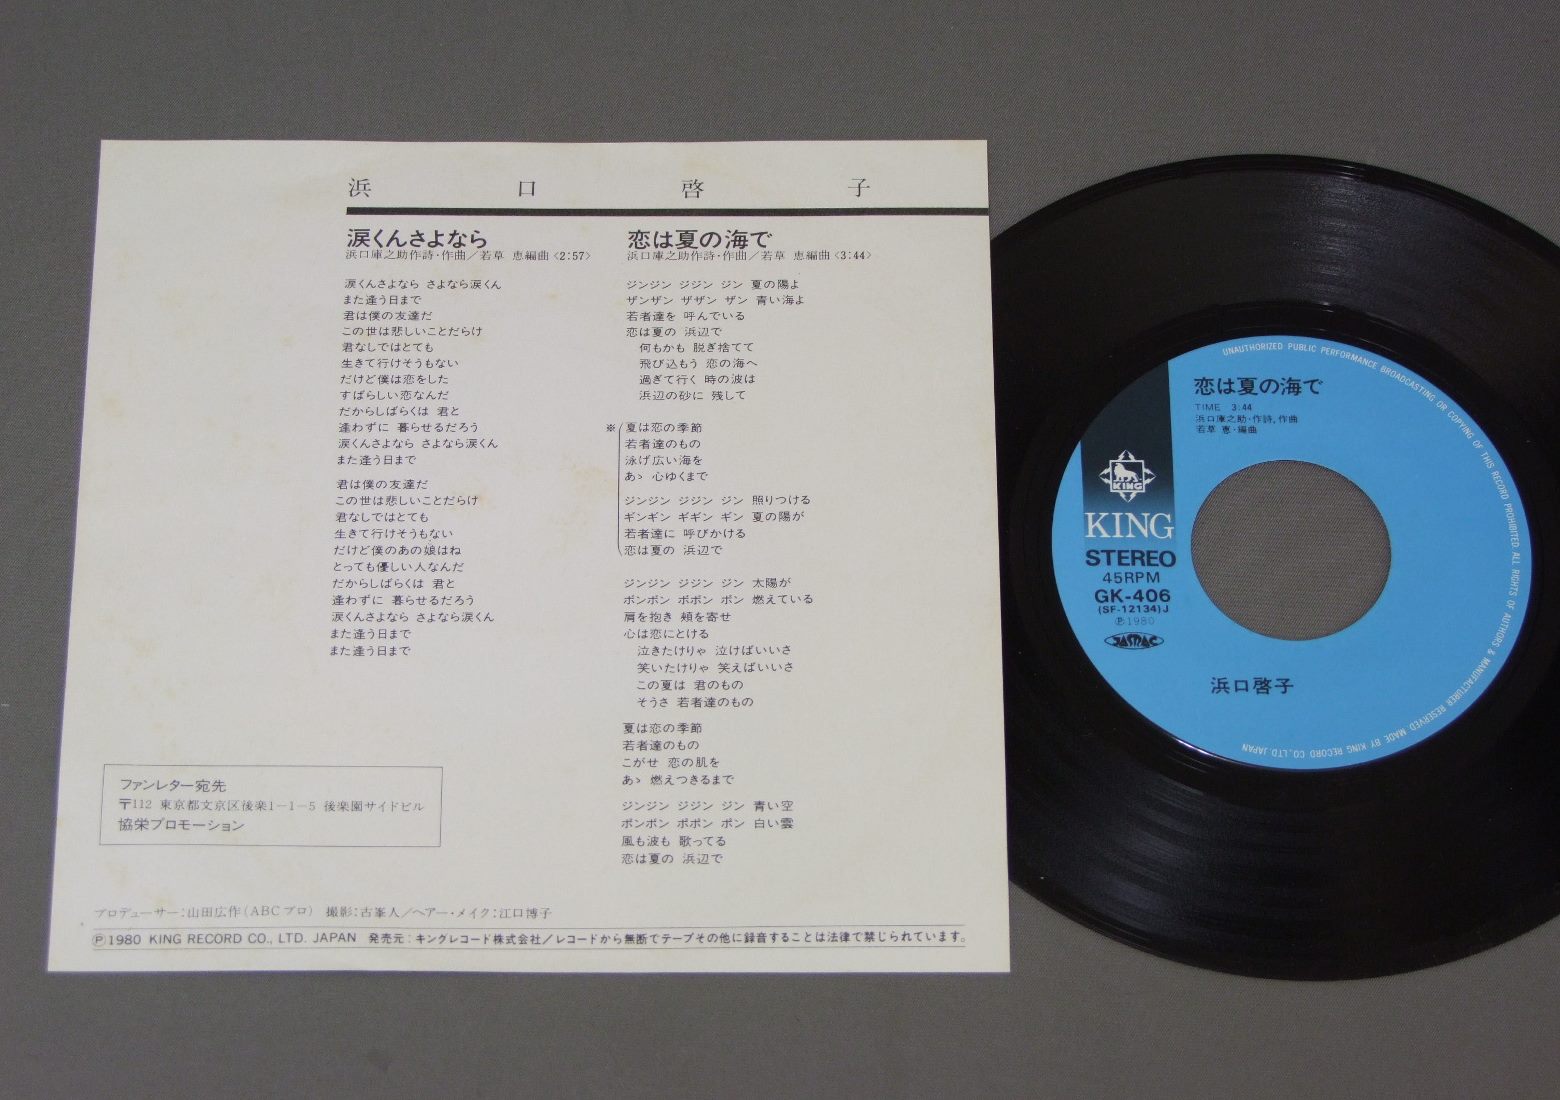 浜口啓子
涙くんさよなら
浜口庫之助作詩・作曲／若草 恵編曲〈2:57〉
涙くんさよなら さよなら涙くん
また逢う日まで
君は僕の友達だ
この世は悲しいことだらけ
君なしではとても
生きて行けそうもない
だけど僕は恋をした
すばらしい恋なんだ
だからしばらくは 君と
逢わずに 暮らせるだろう
涙くんさよなら さよなら涙くん
また逢う日まで
君は僕の友達だ
この世は悲しいことだらけ
君なしではとても
生きて行けそうもない
だけど僕のあの娘はね
とっても優しい人なんだ
だからしばらくは 君と
逢わずに 暮らせるだろう
涙くんさよなら さよなら涙くん
また逢う日まで
また逢う日まで
恋は夏の海で
浜口庫之助作詩・作曲／若草 恵編曲〈3:44〉
ジンジン ジジン ジン 夏の陽よ
ザンザン ザザン ザン 青い海よ
若者達を 呼んでいる
恋は夏の 浜辺で
何もかも 脱ぎ捨てて
飛び込もう 恋の海へ
過ぎて行く 時の波は
浜辺の砂に 残して
※夏は恋の季節
若者達のもの
泳げ広い海を
あゝ 心ゆくまで
ジンジン ジジン ジン 照りつける
ギンギン ギギン ギン 夏の陽が
若者達に 呼びかける
恋は夏の 浜辺で
ジンジン ジジン ジン 太陽が
ボンボン ボボン ボン 燃えている
肩を抱き 頬を寄せ
心は恋にとける
泣きたけりゃ 泣けばいいさ
笑いたけりゃ 笑えばいいさ
この夏は 君のもの
そうさ 若者達のもの
夏は恋の季節
若者達のもの
こがせ 恋の肌を
あゝ 燃えつきるまで
ジンジン ジジン ジン 青い空
ポンポン ポポン ポン 白い雲
風も波も 歌ってる
恋は夏の 浜辺で
ファンレター宛先
〒112 東京都文京区後楽1－1－5 後楽園サイドビル
協栄プロモーション
プロデューサー：山田広作（ABCプロ） 撮影：古峯人／ヘアー・メイク：江口博子
Ⓟ1980 KING RECORD CO., LTD. JAPAN 発売元：キングレコード株式会社／レコードから無断でテープその他に録音することは法律で禁じられています。
UNAUTHORIZED PUBLIC PERFORMANCE BROADCASTING OR COPYING OF THIS RECORD PROHIBITED. ALL RIGHTS OF AUTHORS & MANUFACTURER RESERVED. MADE BY KING RECORD CO., LTD. JAPAN
恋は夏の海で
TIME 3:44
浜口庫之助・作詩,作曲
若草 恵・編曲
KING
KING
STEREO
45RPM
GK-406
(SF-12134)J
Ⓟ1980
JASRAC
浜口啓子